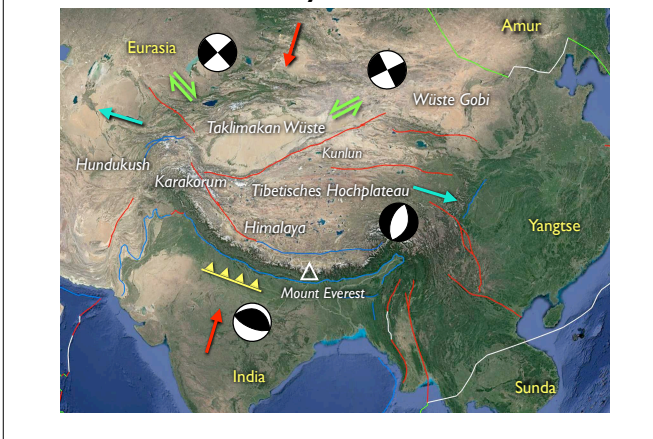 Amur
Eurasia
Wüste Gobi
Taklimakan Wüste
Kunlun
Hundukush
Karakorum
Tibetisches Hochplateau
Himalaya
Yangtse
Mount Everest
India
Sunda